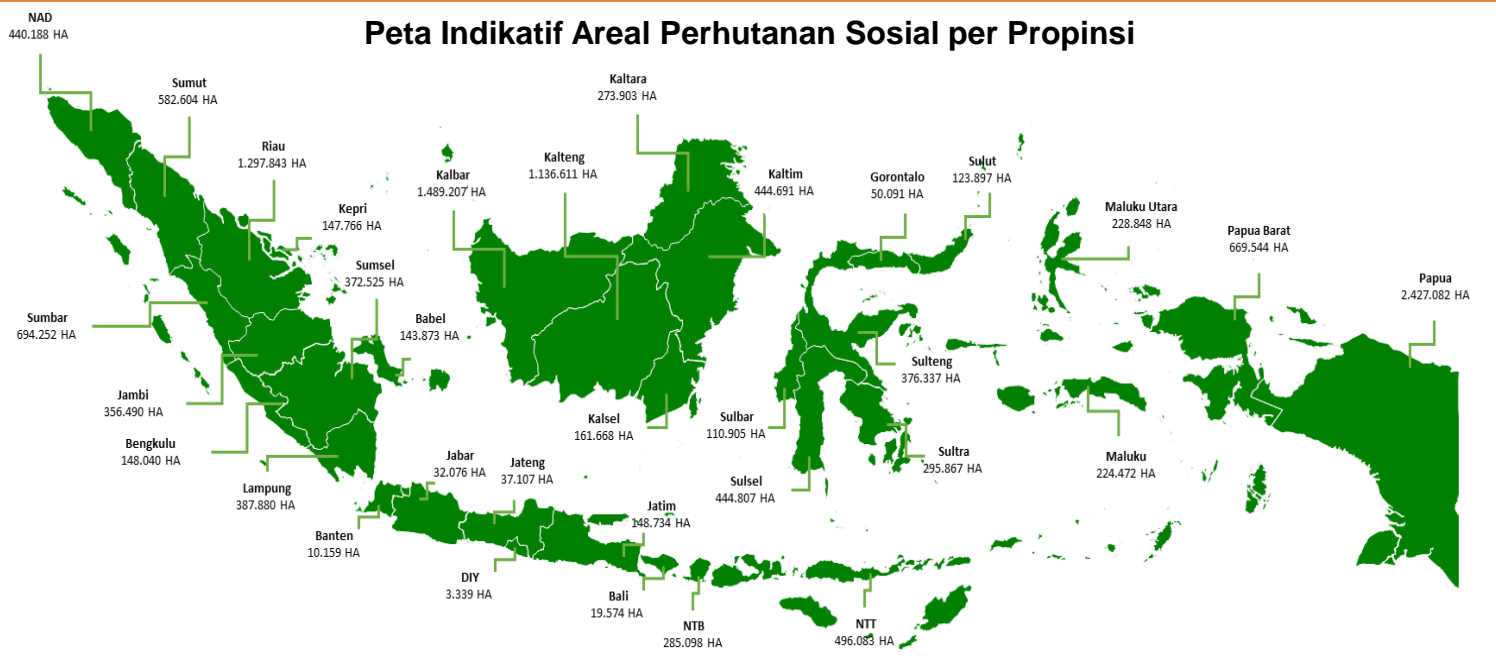 Peta Indikatif Areal Perhutanan Sosial per Propinsi
NAD
440.188 HA
Sumut
582.604 HA
Riau
1.297.843 HA
Kepri
147.766 HA
Sumsel
372.525 HA
Babel
143.873 HA
Sumbar
694.252 HA
Jambi
356.490 HA
Bengkulu
148.040 HA
Lampung
387.880 HA
Kalbar
1.489.207 HA
Kalteng
1.136.611 HA
Kaltara
273.903 HA
Kaltim
444.691 HA
Kalsel
161.668 HA
Gorontalo
50.091 HA
Sulut
123.897 HA
Sulteng
376.337 HA
Sulbar
110.905 HA
Sulsel
444.807 HA
Sultra
295.867 HA
Maluku Utara
228.848 HA
Maluku
224.472 HA
Papua Barat
669.544 HA
Papua
2.427.082 HA
Banten
10.159 HA
Jabar
32.076 HA
Jateng
37.107 HA
DIY
3.339 HA
Jatim
148.734 HA
Bali
19.574 HA
NTB
285.098 HA
NTT
496.083 HA